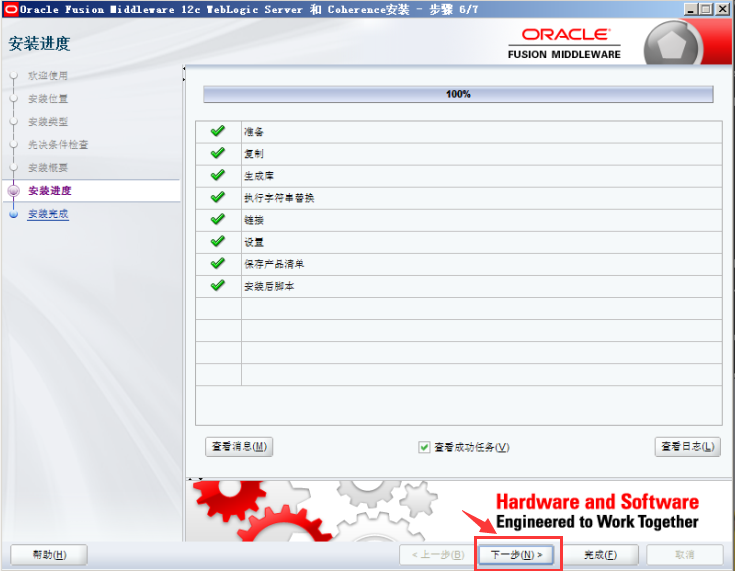 Oracle Fusion Middleware 12c WebLogic Server 和 Coherence安装 - 步骤 6/7
安装进度
ORACLE
FUSION MIDDLEWARE
欢迎使用
安装位置
安装类型
先决条件检查
安装概要
安装进度
安装完成
100%
准备
复制
生成库
执行字符串替换
链接
设置
保存产品清单
安装后脚本
查看消息(M)
查看成功任务(V)
查看日志(L)
Hardware and Software
Engineered to Work Together
帮助(H)
< 上一步(B)
下一步(N) >
完成(F)
取消